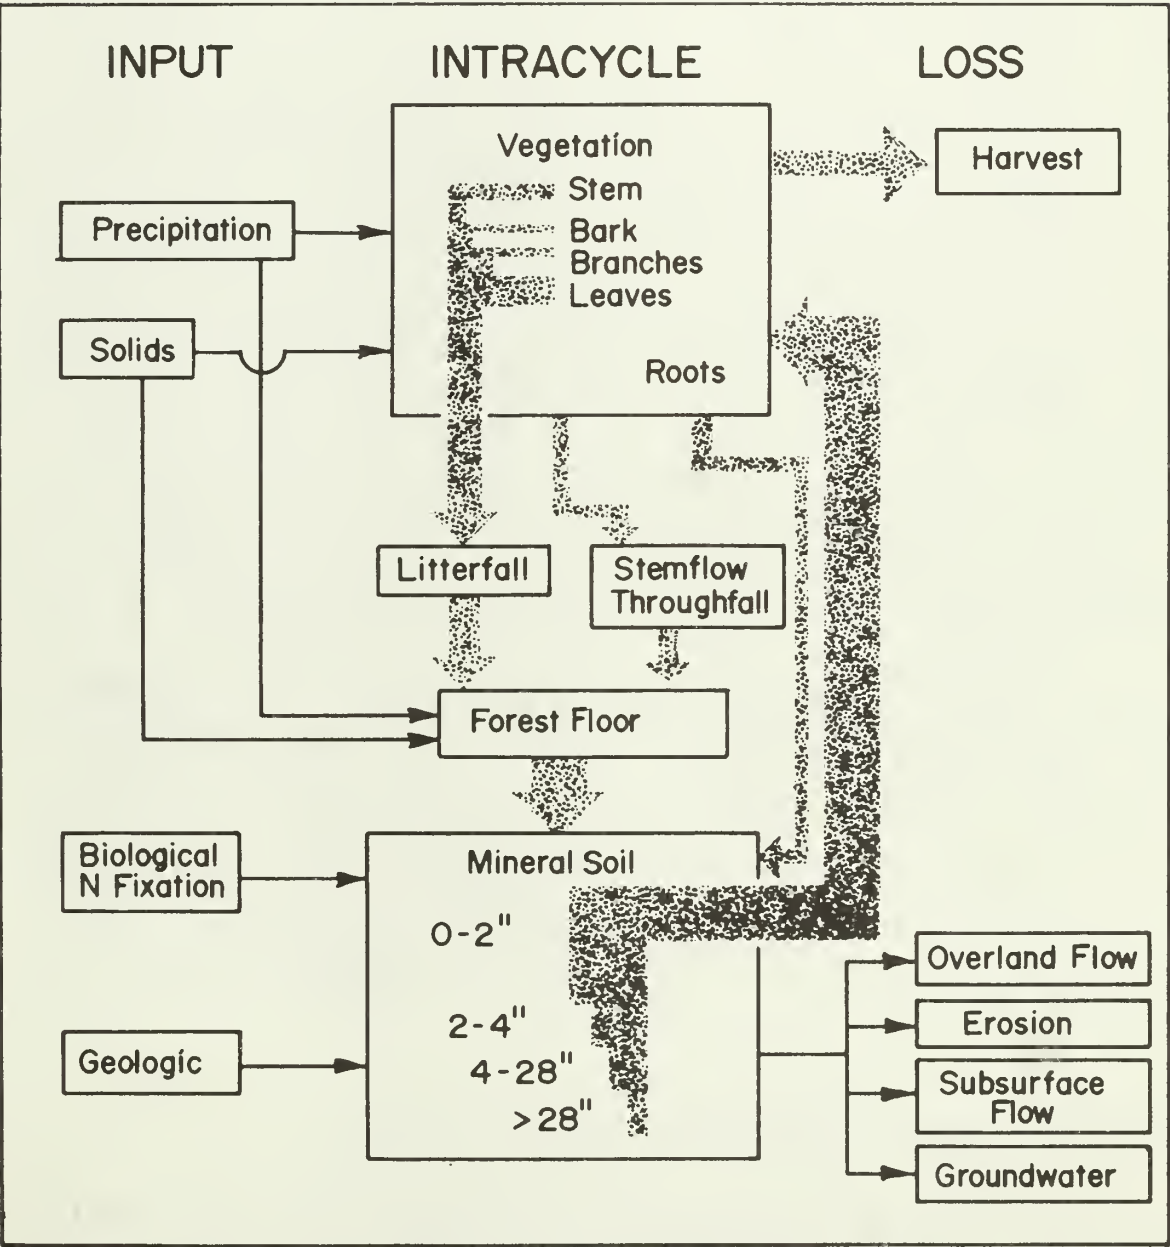 INPUT
INTRACYCLE
LOSS
Vegetation
Stem
Bark
Branches
Leaves
Roots
Harvest
Precipitation
Solids
Litterfall
Stemflow
Throughfall
Forest Floor
Biological
N Fixation
Geologic
Mineral Soil
0-2"
2-4"
4-28"
>28"
Overland Flow
Erosion
Subsurface
Flow
Groundwater